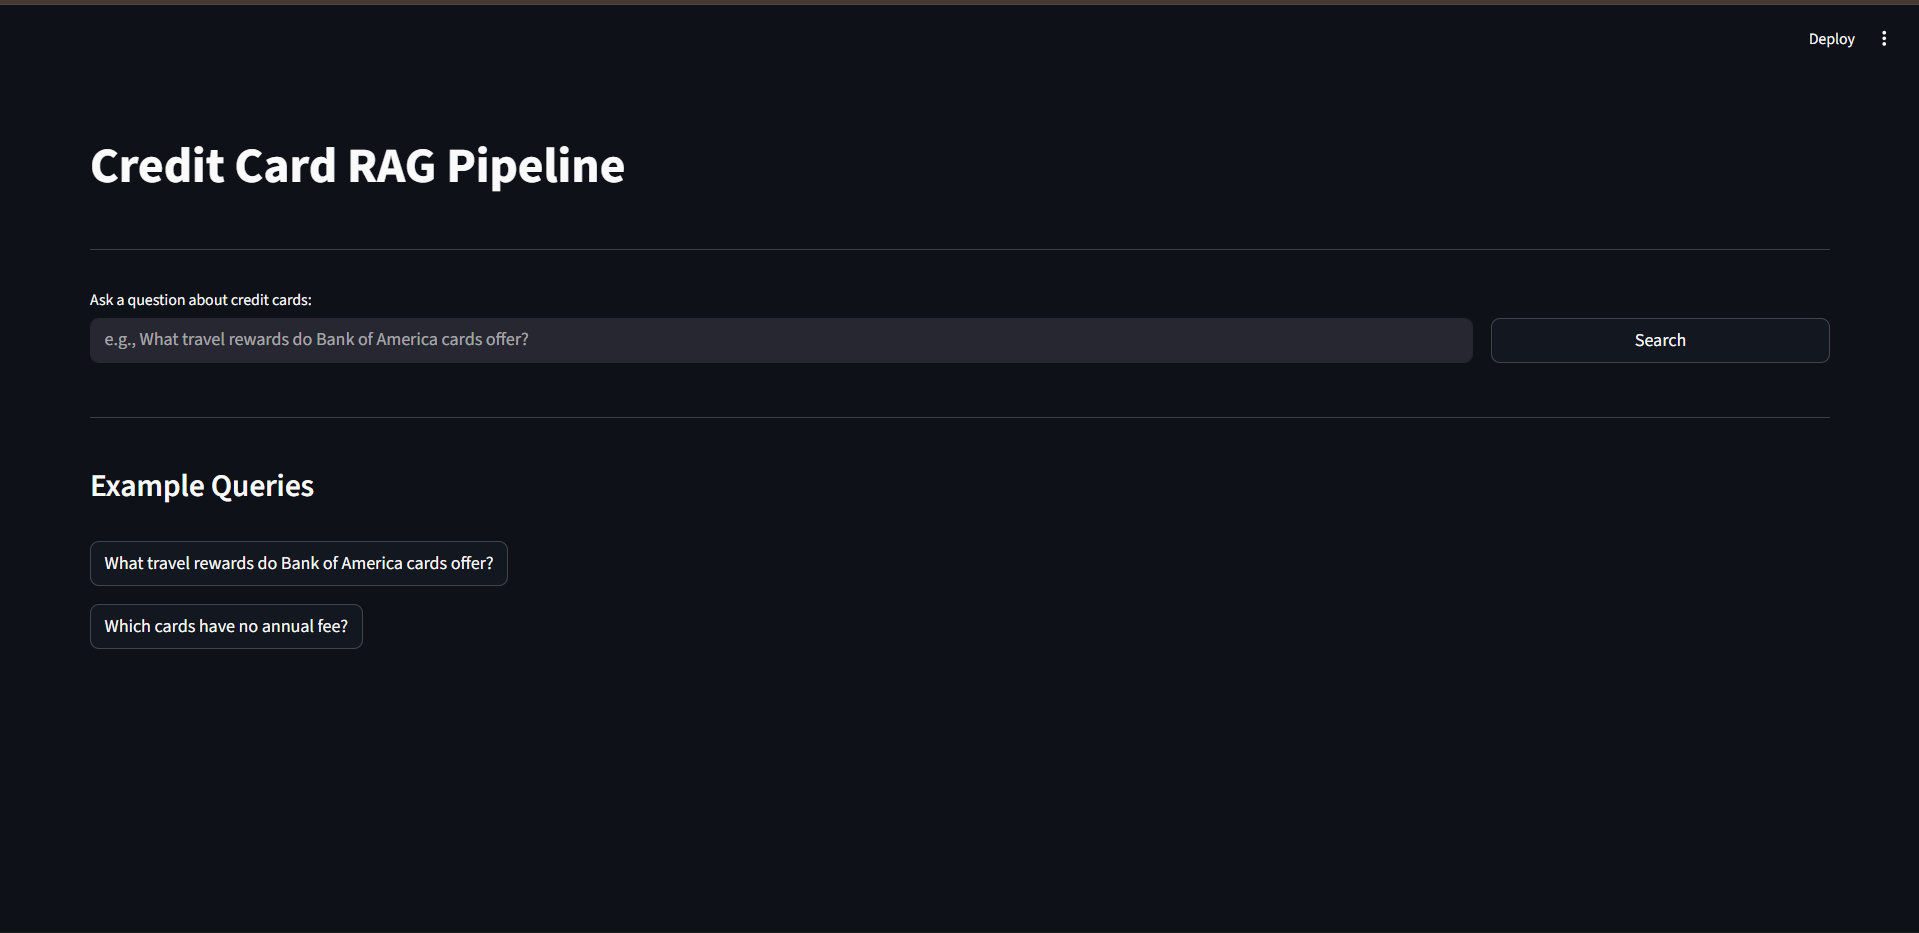 Deploy
Credit Card RAG Pipeline
Ask a question about credit cards:
e.g., What travel rewards do Bank of America cards offer?
Search
Example Queries
What travel rewards do Bank of America cards offer?
Which cards have no annual fee?